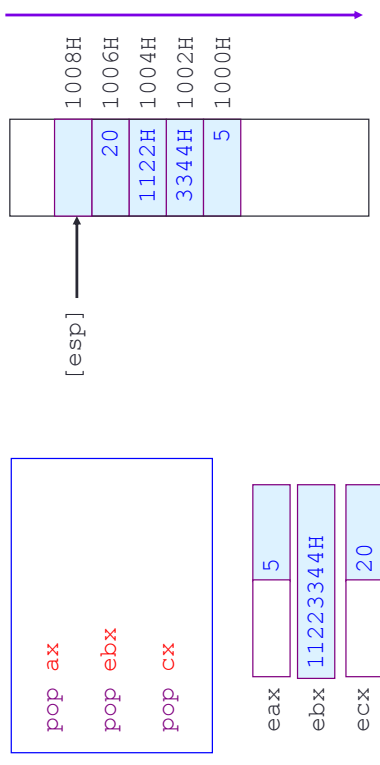 pop ax
pop ebx
pop cx
[esp]
1008H
20 1006H
1122H 1004H
3344H 1002H
5 1000H
eax 5
ebx 11223344H
ecx 20